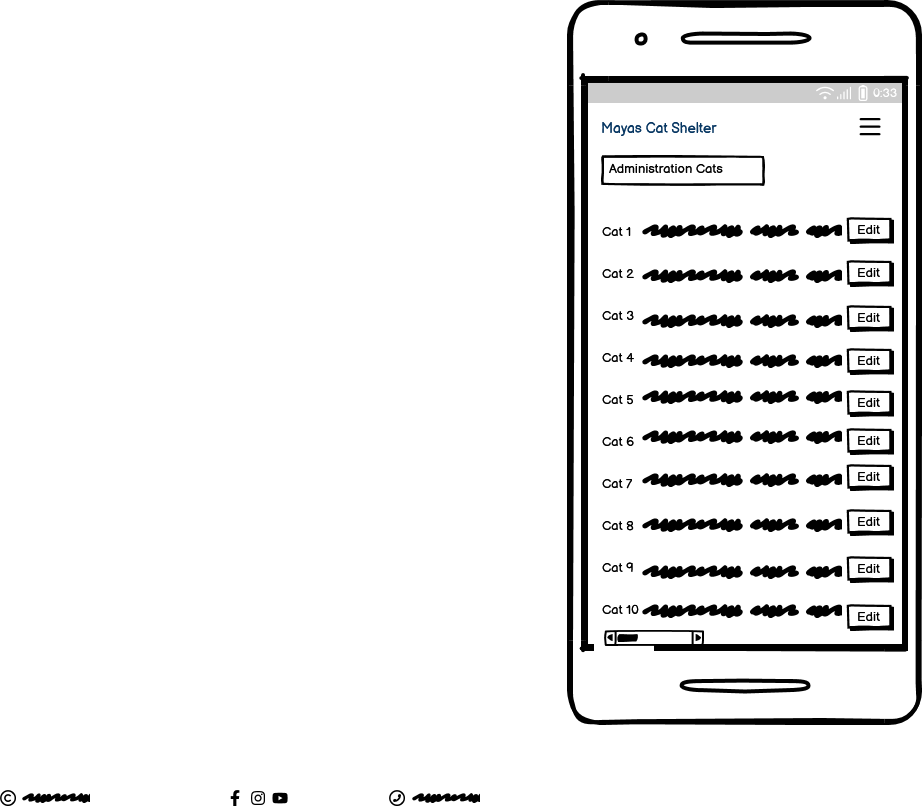 0:33
Mayas Cat Shelter
Administration Cats
Cat 1 Edit
Cat 2 Edit
Cat 3 Edit
Cat 4 Edit
Cat 5 Edit
Cat 6 Edit
Cat 7 Edit
Cat 8 Edit
Cat 9 Edit
Cat 10 Edit
©